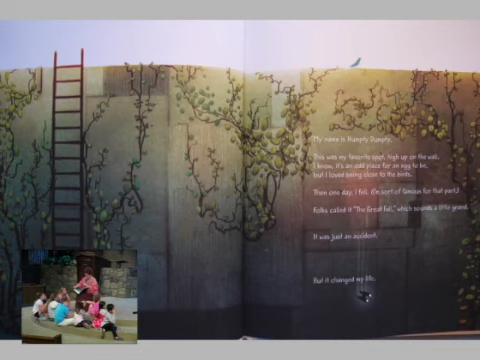 My name is Humpty Dumpty.
This was my favorite spot, high up on the wall.
I know, it's an odd place for an egg to be,
but I loved being close to the birds.
Then one day, I fell. (I'm sort of famous for that part.)
Folks called it "The Great Fall," which sounds a little grand.
It was just an accident.
But it changed my life.